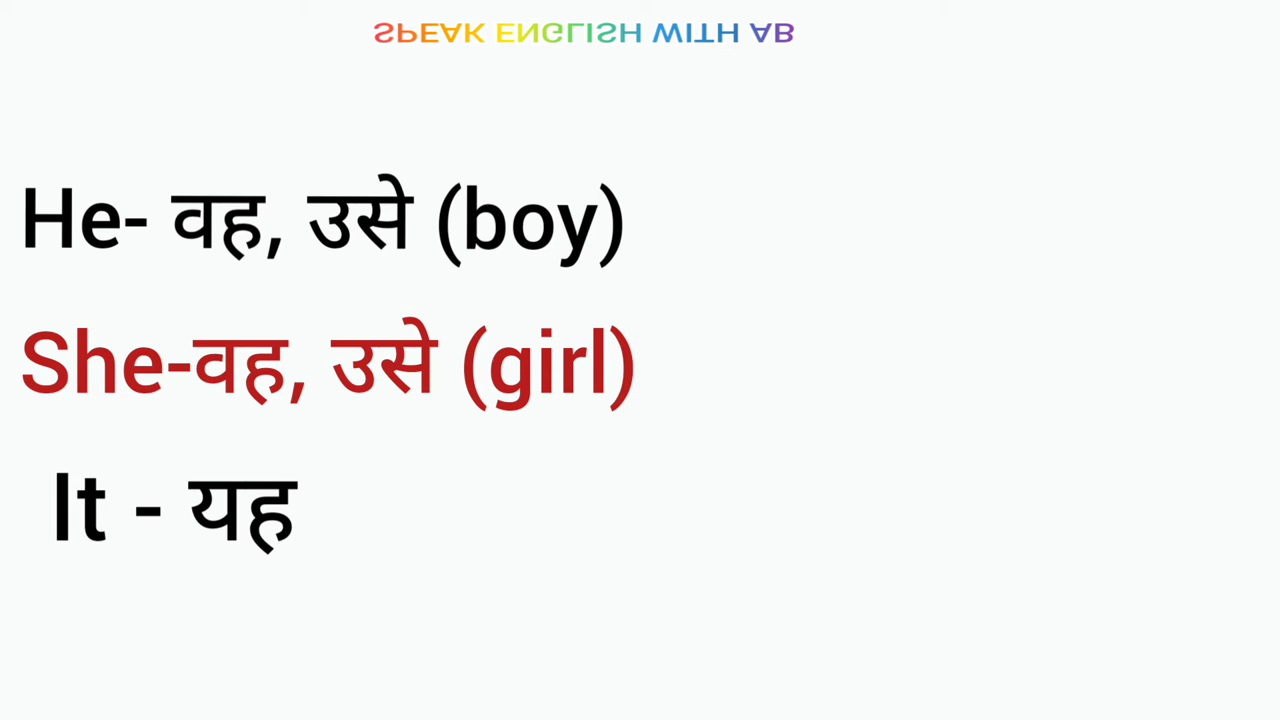 SPEAK ENGLISH WITH AB
He- वह, उसे (boy)
She-वह, उसे (girl)
It - यह